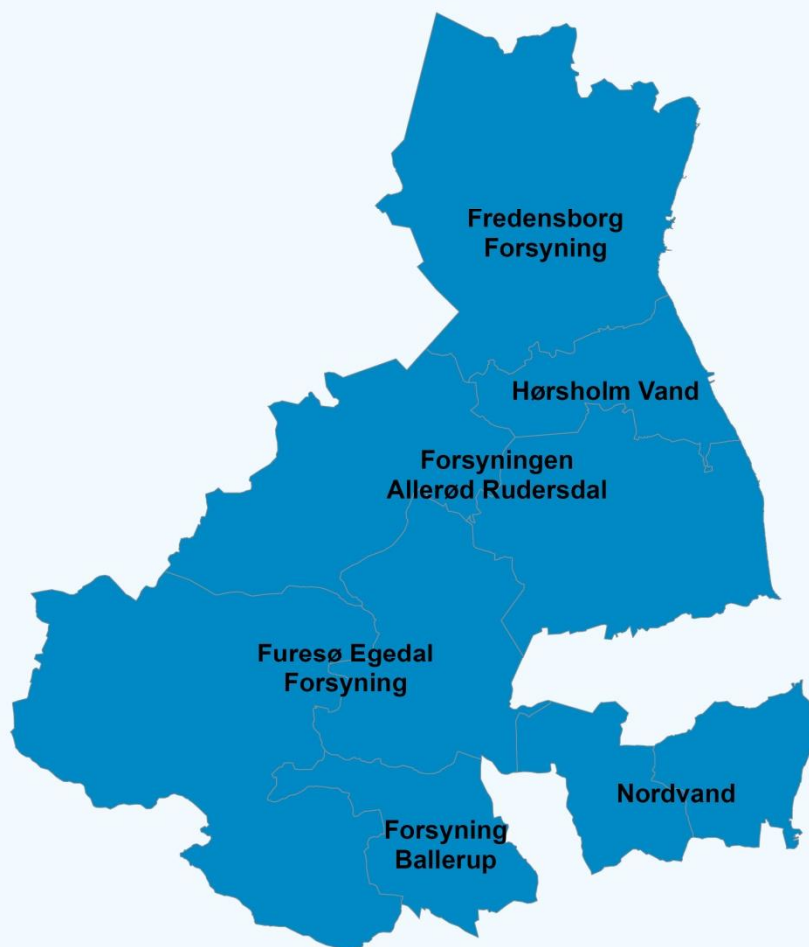 Fredensborg
Forsyning
Hørsholm Vand
Forsyningen
Allerød Rudersdal
Furesø Egedal
Forsyning
Nordvand
Forsyning
Ballerup